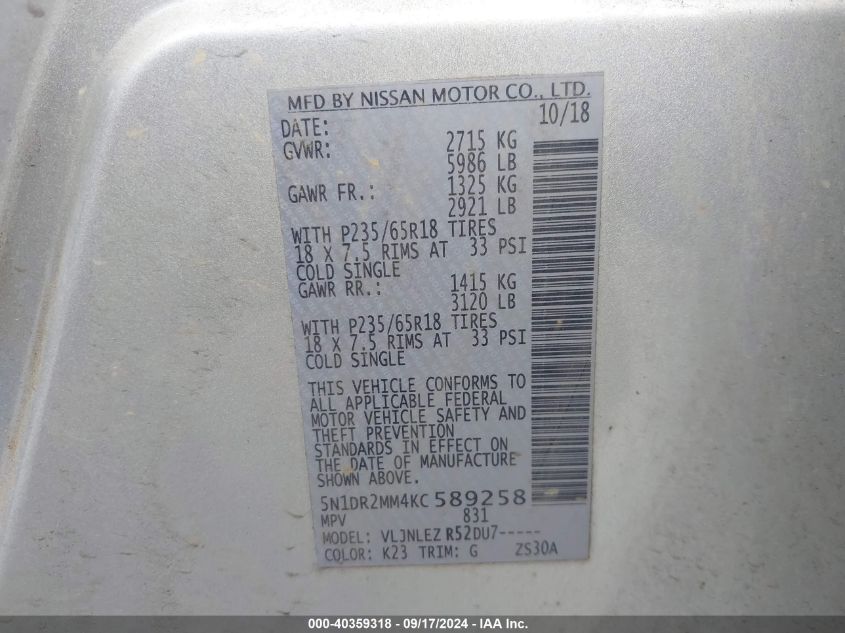 MFD BY NISSAN MOTOR CO., LTD.
DATE: 10/18
GVWR: 2715 KG
5986 LB
GAWR FR.: 1325 KG
2921 LB
WITH P235/65R18 TIRES
18 X 7.5 RIMS AT 33 PSI
COLD SINGLE
GAWR RR.: 1415 KG
3120 LB
WITH P235/65R18 TIRES
18 X 7.5 RIMS AT 33 PSI
COLD SINGLE
THIS VEHICLE CONFORMS TO
ALL APPLICABLE FEDERAL
MOTOR VEHICLE SAFETY AND
THEFT PREVENTION
STANDARDS IN EFFECT ON
THE DATE OF MANUFACTURE
SHOWN ABOVE.
5N1DR2MM4KC589258
MPV 831
MODEL: VLJNLEZ R52DU7-----
COLOR: K23 TRIM: G ZS30A
000-40359318 - 09/17/2024 - IAA Inc.